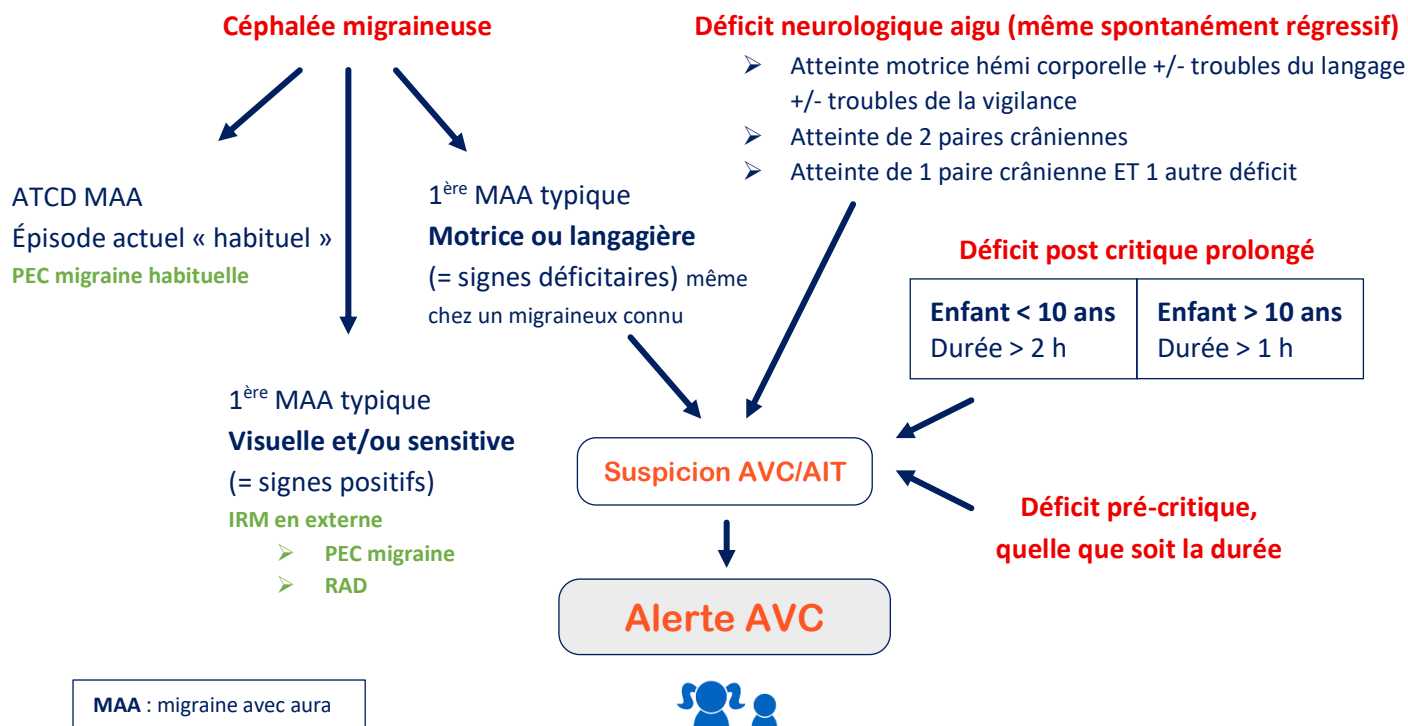 Céphalée migraineuse
Déficit neurologique aigu (même spontanément régressif)
➢ Atteinte motrice hémi corporelle +/- troubles du langage
+/- troubles de la vigilance
➢ Atteinte de 2 paires crâniennes
➢ Atteinte de 1 paire crânienne ET 1 autre déficit
ATCD MAA
Épisode actuel « habituel »
PEC migraine habituelle
1ère MAA typique
Motrice ou langagière
(= signes déficitaires) même
chez un migraineux connu
Déficit post critique prolongé
Enfant < 10 ans
Durée > 2 h
Enfant > 10 ans
Durée > 1 h
1ère MAA typique
Visuelle et/ou sensitive
(= signes positifs)
IRM en externe
➢ PEC migraine
➢ RAD
Suspicion AVC/AIT
Déficit pré-critique,
quelle que soit la durée
Alerte AVC
MAA : migraine avec aura